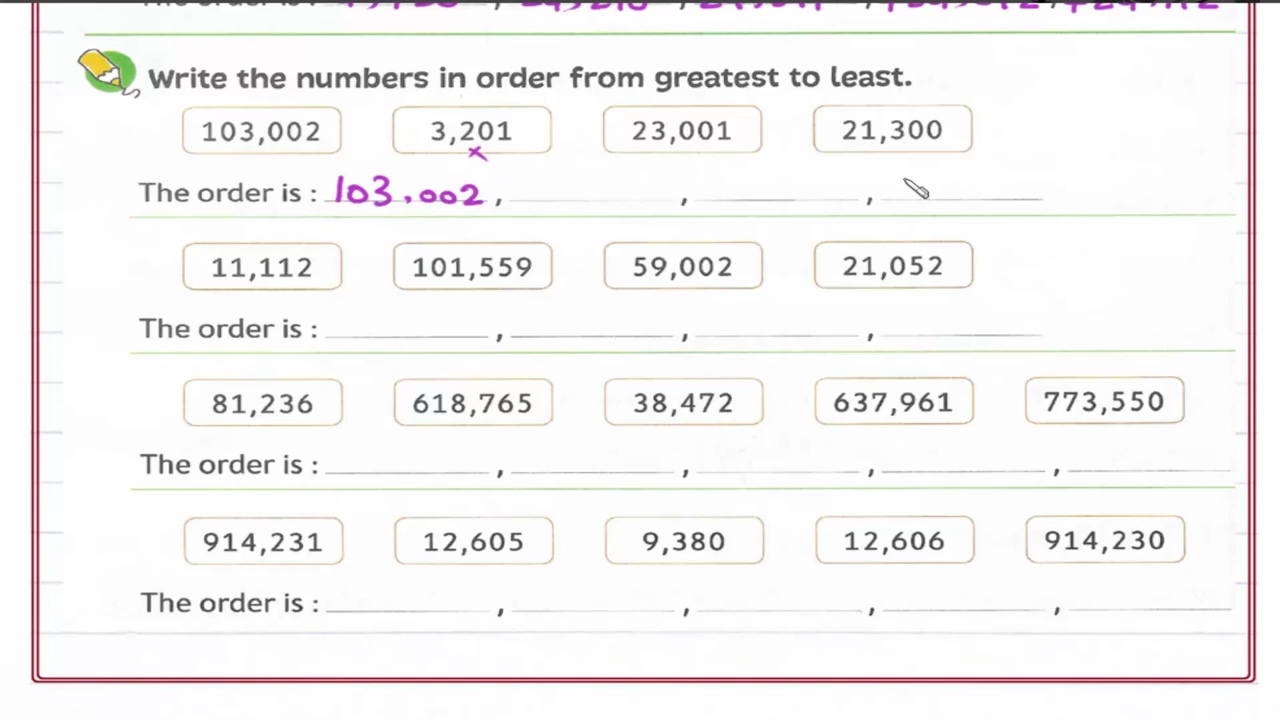 The order is :
Write the numbers in order from greatest to least.
103,002 3,201 23,001 21,300
The order is : 103.002 , , ,
11,112 101,559 59,002 21,052
The order is : , , ,
81,236 618,765 38,472 637,961 773,550
The order is : , , , ,
914,231 12,605 9,380 12,606 914,230
The order is : , , , ,